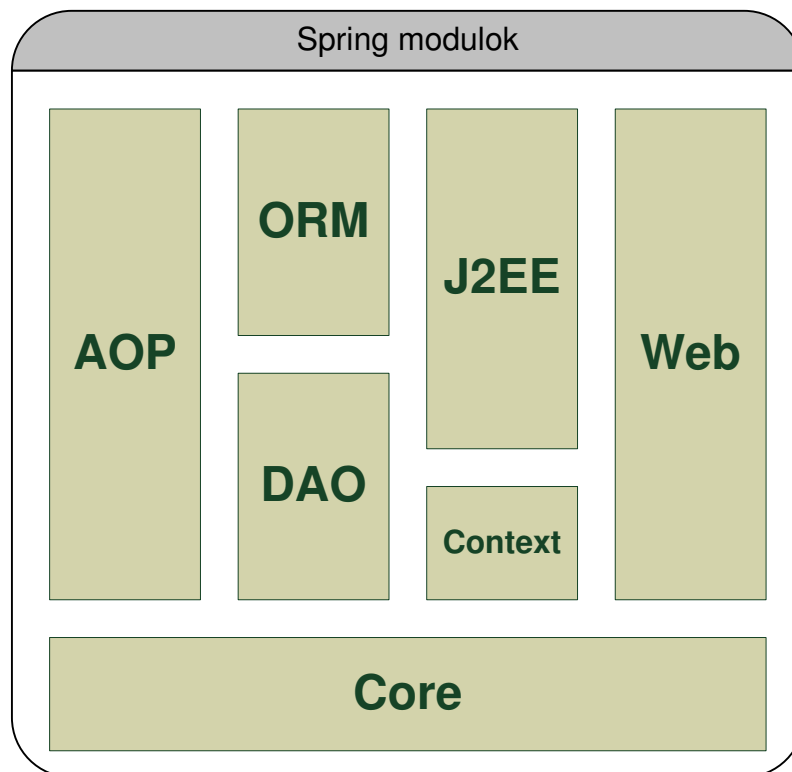 Spring modulok
AOP
ORM
DAO
J2EE
Context
Web
Core